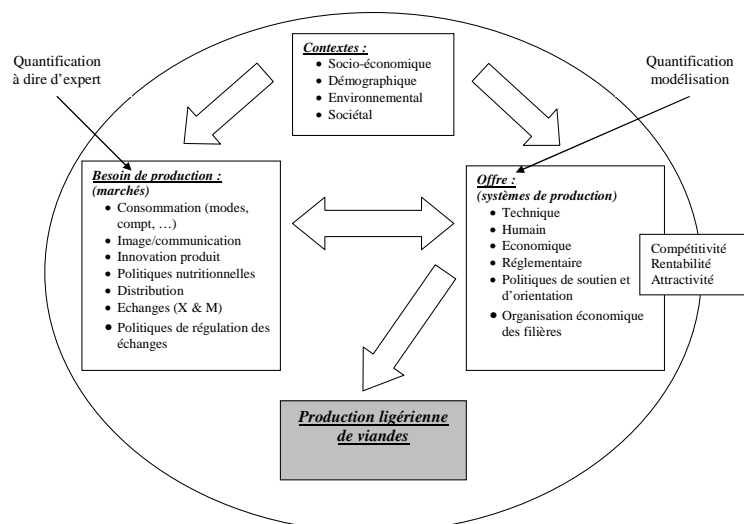 Quantification
à dire d'expert
Contextes :
• Socio-économique
• Démographique
• Environnemental
• Sociétal
Quantification
modélisation
Besoin de production :
(marchés)
• Consommation (modes,
compt, …)
• Image/communication
• Innovation produit
• Politiques nutritionnelles
• Distribution
• Echanges (X & M)
• Politiques de régulation des
échanges
Offre :
(systèmes de production)
• Technique
• Humain
• Economique
• Réglementaire
• Politiques de soutien et
d'orientation
• Organisation économique
des filières
Compétitivité
Rentabilité
Attractivité
Production ligérienne
de viandes